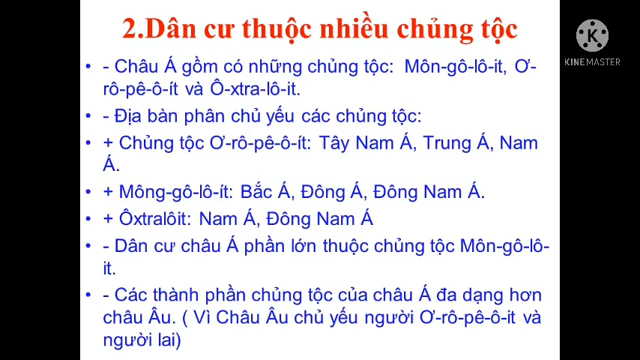 2.Dân cư thuộc nhiều chủng tộc
KINEMASTER
• - Châu Á gồm có những chủng tộc: Môn-gô-lô-it, Ơ-
rô-pê-ô-ít và Ô-xtra-lô-it.
• - Địa bàn phân chủ yếu các chủng tộc:
• + Chủng tộc Ơ-rô-pê-ô-ít: Tây Nam Á, Trung Á, Nam
Á.
• + Mông-gô-lô-ít: Bắc Á, Đông Á, Đông Nam Á.
• + Ôxtralôit: Nam Á, Đông Nam Á
• - Dân cư châu Á phần lớn thuộc chủng tộc Môn-gô-lô-
it.
• - Các thành phần chủng tộc của châu Á đa dạng hơn
châu Âu. ( Vì Châu Âu chủ yếu người Ơ-rô-pê-ô-it và
người lai)